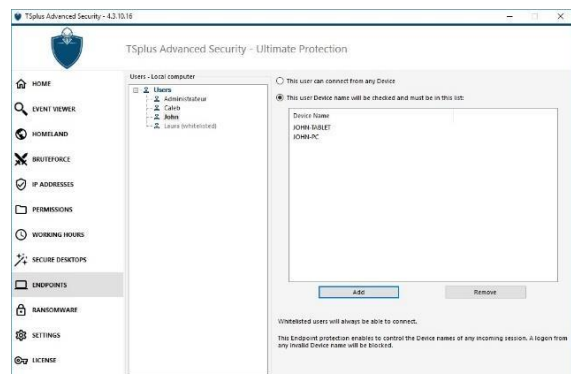 TSplus Advanced Security - 4.3.10.16
TSplus Advanced Security - Ultimate Protection
HOME
EVENT VIEWER
HOMELAND
BRUTEFORCE
IP ADDRESSES
PERMISSIONS
WORKING HOURS
SECURE DESKTOPS
ENDPOINTS
RANSOMWARE
SETTINGS
LICENSE
Users - Local computer
Users
Administrateur
Caleb
John
Laura (whitelisted)
This user can connect from any Device
This user Device name will be checked and must be in this list:
Device Name
JOHN-TABLET
JOHN-PC
Add
Remove
Whitelisted users will always be able to connect.
This Endpoint protection enables to control the Device names of any incoming session. A logon from
any invalid Device name will be blocked.